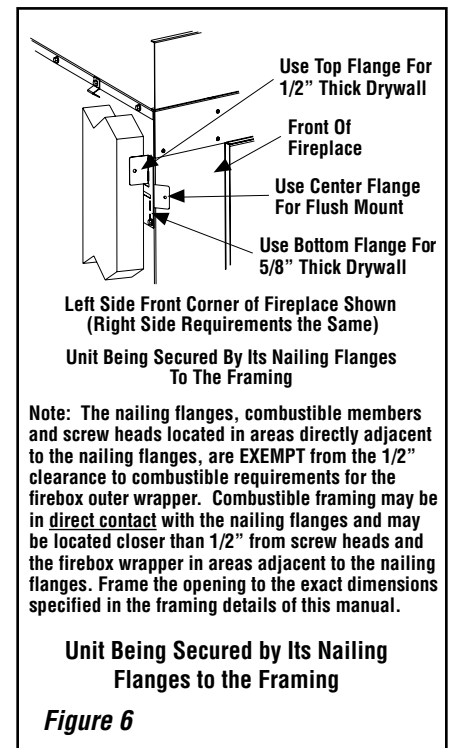 Use Top Flange For
1/2” Thick Drywall
Front Of
Fireplace
Use Center Flange
For Flush Mount
Use Bottom Flange For
5/8” Thick Drywall
Left Side Front Corner of Fireplace Shown
(Right Side Requirements the Same)
Unit Being Secured By Its Nailing Flanges
To The Framing
Note: The nailing flanges, combustible members
and screw heads located in areas directly adjacent
to the nailing flanges, are EXEMPT from the 1/2”
clearance to combustible requirements for the
firebox outer wrapper. Combustible framing may be
in direct contact with the nailing flanges and may
be located closer than 1/2” from screw heads and
the firebox wrapper in areas adjacent to the nailing
flanges. Frame the opening to the exact dimensions
specified in the framing details of this manual.
Unit Being Secured by Its Nailing
Flanges to the Framing
Figure 6